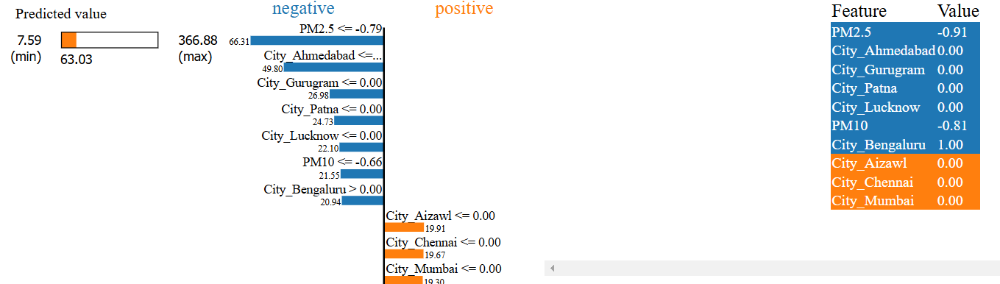 Predicted value
7.59
(min)
63.03
366.88
(max)
negative
positive
PM2.5 <= -0.79
66.31
City_Ahmedabad <=...
49.80
City_Gurugram <= 0.00
26.98
City_Patna <= 0.00
24.73
City_Lucknow <= 0.00
22.10
PM10 <= -0.66
21.55
City_Bengaluru > 0.00
20.94
City_Aizawl <= 0.00
19.91
City_Chennai <= 0.00
19.67
City_Mumbai <= 0.00
19.30
Feature Value
PM2.5 -0.91
City_Ahmedabad 0.00
City_Gurugram 0.00
City_Patna 0.00
City_Lucknow 0.00
PM10 -0.81
City_Bengaluru 1.00
City_Aizawl 0.00
City_Chennai 0.00
City_Mumbai 0.00